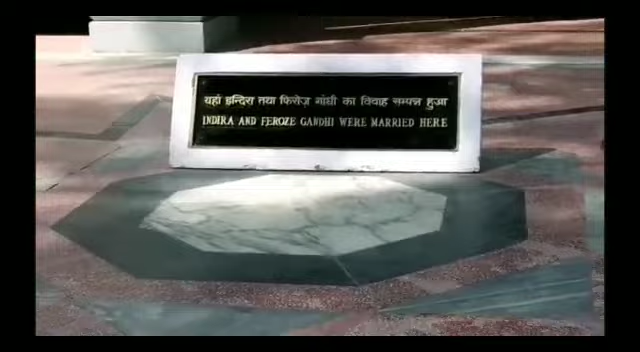 यहाँ इन्दिरा तथा फिरोज़ गांधी का विवाह सम्पन्न हुआ
INDIRA AND FEROZE GANDHI WERE MARRIED HERE